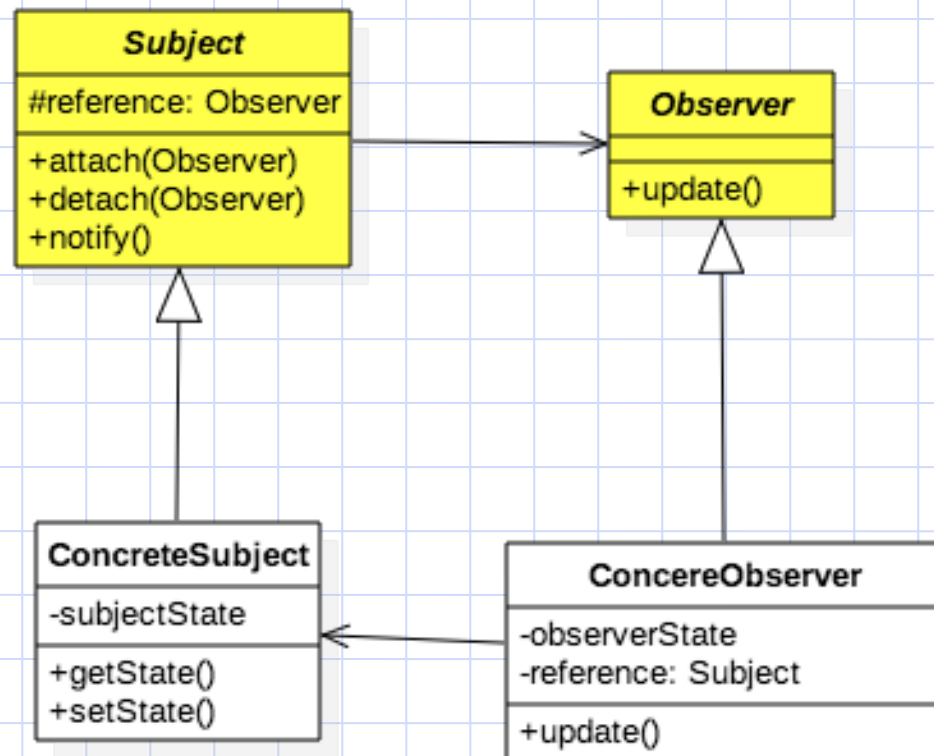 Subject
#reference: Observer
+attach(Observer)
+detach(Observer)
+notify()
Observer
+update()
ConcreteSubject
-subjectState
+getState()
+setState()
ConcereObserver
-observerState
-reference: Subject
+update()